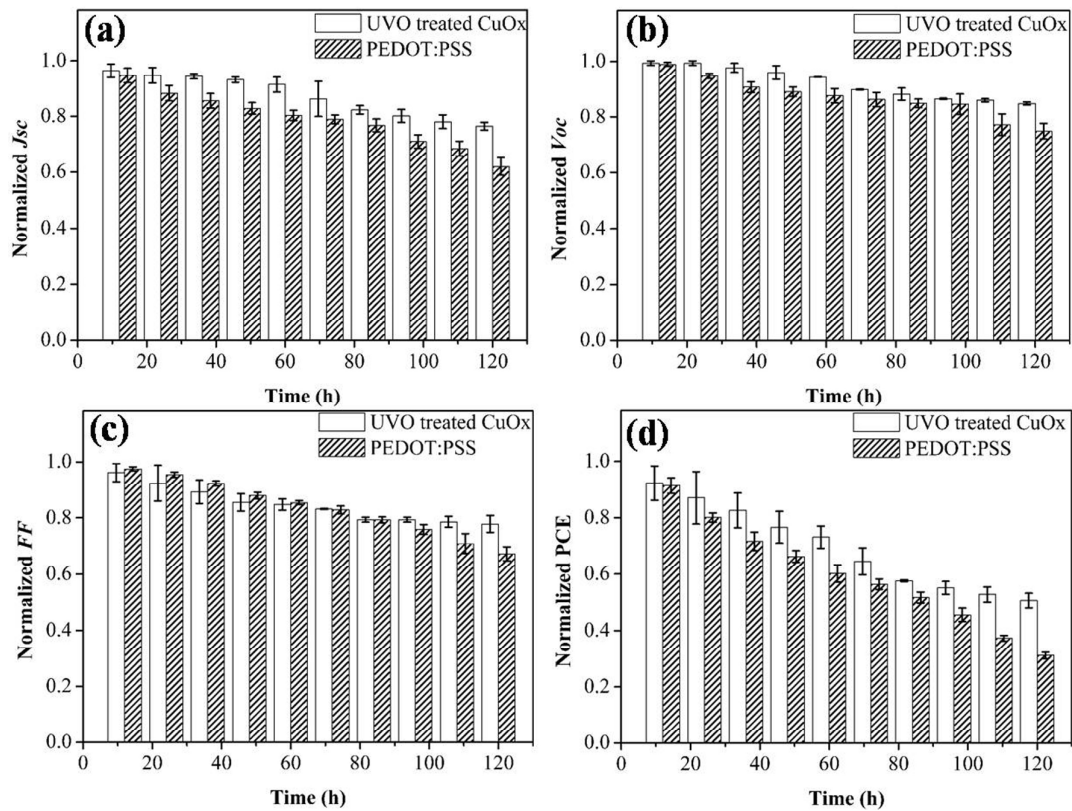 (a)
UVO treated CuOx
PEDOT:PSS
Normalized Jsc
1.0
0.8
0.6
0.4
0.2
0.0
0 20 40 60 80 100 120
Time (h)
(b)
UVO treated CuOx
PEDOT:PSS
Normalized Voc
1.0
0.8
0.6
0.4
0.2
0.0
0 20 40 60 80 100 120
Time (h)
(c)
UVO treated CuOx
PEDOT:PSS
Normalized FF
1.0
0.8
0.6
0.4
0.2
0.0
0 20 40 60 80 100 120
Time (h)
(d)
UVO treated CuOx
PEDOT:PSS
Normalized PCE
1.0
0.8
0.6
0.4
0.2
0.0
0 20 40 60 80 100 120
Time (h)